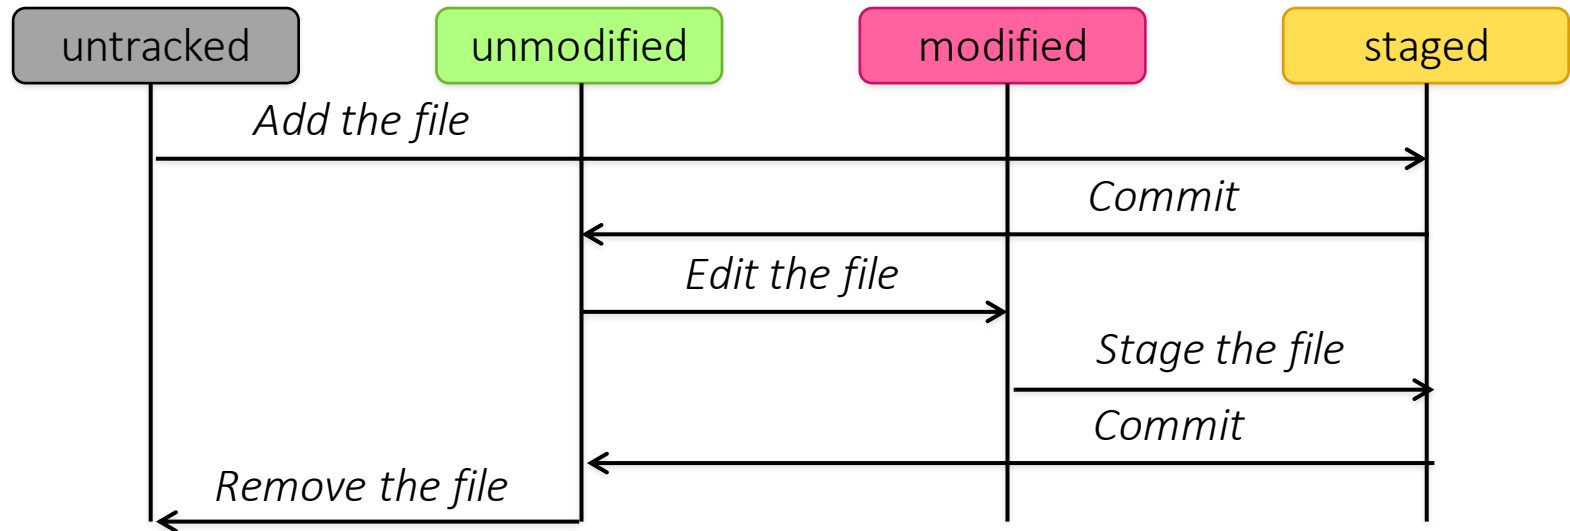 untracked
unmodified
modified
staged
Add the file
Commit
Edit the file
Stage the file
Commit
Remove the file